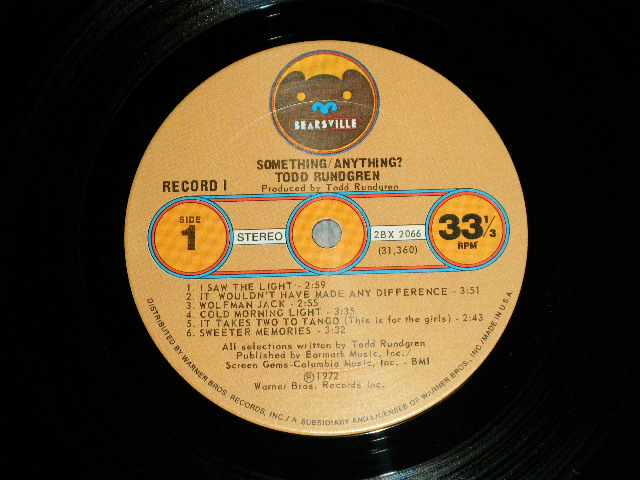 BEARSVILLE
SOMETHING/ANYTHING?
TODD RUNDGREN
Produced by Todd Rundgren
RECORD 1
SIDE
1
STEREO
2BX 2066
(31,360)
33 1/3
RPM
1. I SAW THE LIGHT - 2:59
2. IT WOULDN'T HAVE MADE ANY DIFFERENCE - 3:51
3. WOLFMAN JACK - 2:55
4. COLD MORNING LIGHT - 3:35
5. IT TAKES TWO TO TANGO (This is for the girls) - 2:43
6. SWEETER MEMORIES - 3:32
All selections written by Todd Rundgren
Published by Earmark Music, Inc./
Screen Gems-Columbia Music, Inc. - BMI
Ⓟ1972
Warner Bros. Records Inc.
DISTRIBUTED BY WARNER BROS. RECORDS, INC./A SUBSIDIARY AND LICENSEE OF WARNER BROS., INC./MADE IN U.S.A.